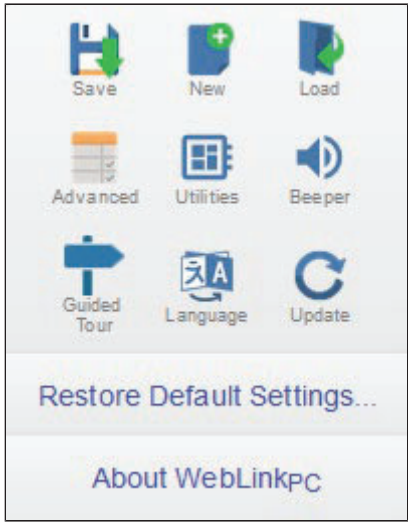 Save New Load
Advanced Utilities Beeper
Guided
Tour
Language Update
Restore Default Settings...
About WebLinkPC